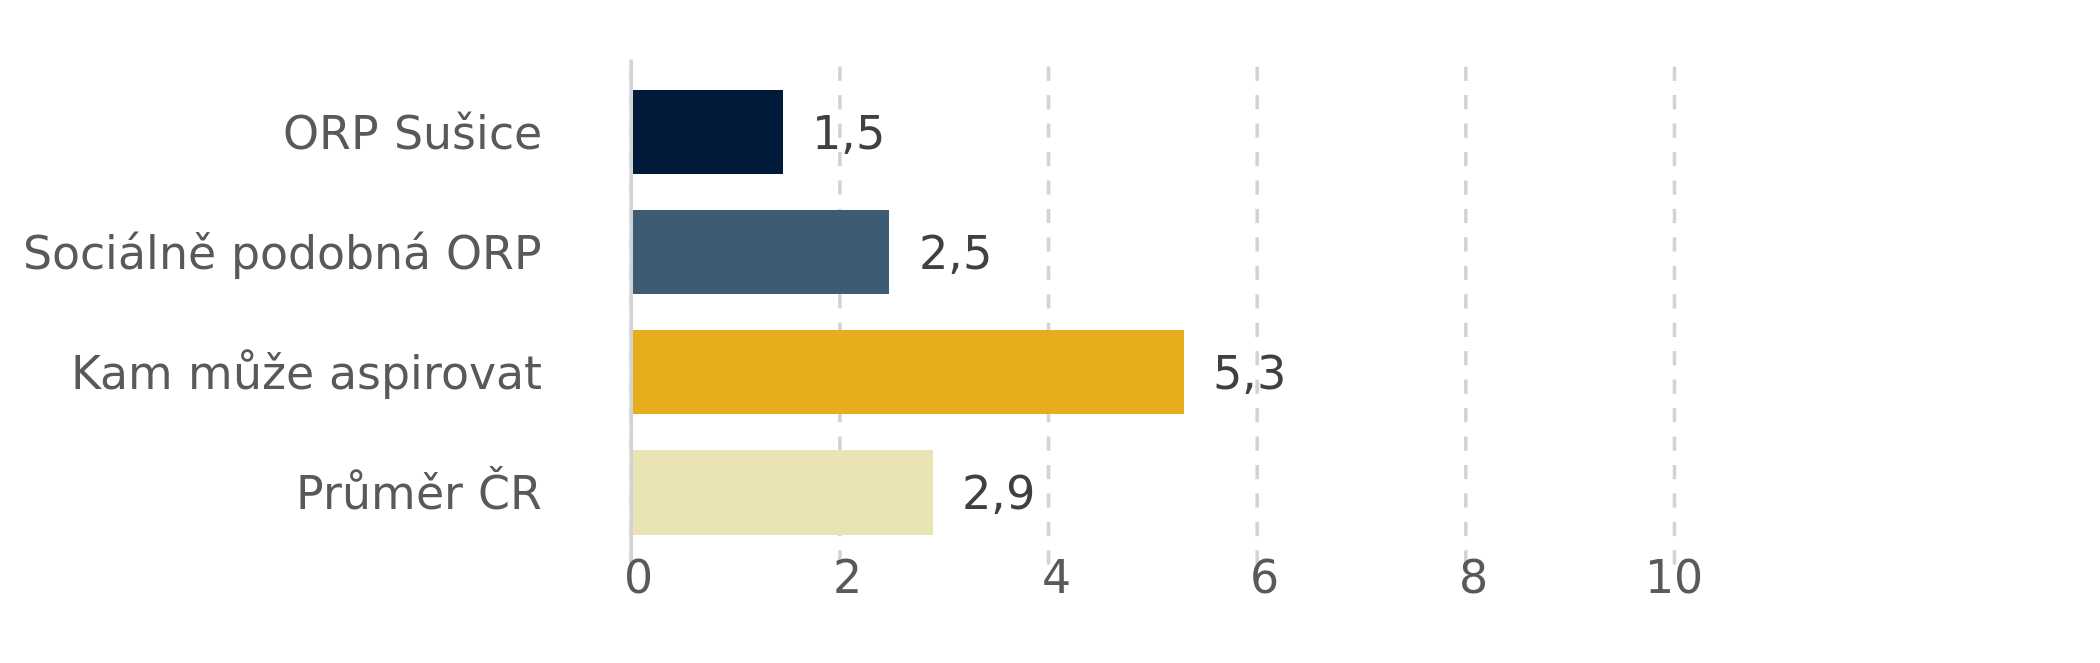 ORP Sušice 1,5
Sociálně podobná ORP 2,5
Kam může aspirovat 5,3
Průměr ČR 2,9
0 2 4 6 8 10